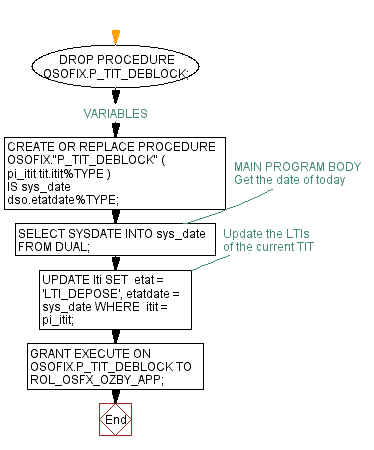 DROP PROCEDURE
OSOFIX.P_TIT_DEBLOCK;
VARIABLES
CREATE OR REPLACE PROCEDURE
OSOFIX."P_TIT_DEBLOCK" (
pi_itit tit.itit%TYPE )
IS sys_date
dso.etatdate%TYPE;
MAIN PROGRAM BODY
Get the date of today
SELECT SYSDATE INTO sys_date
FROM DUAL;
Update the LTIs
of the current TIT
UPDATE lti SET  etat =
'LTI_DEPOSE', etatdate =
sys_date WHERE  itit =
pi_itit;
GRANT EXECUTE ON
OSOFIX.P_TIT_DEBLOCK TO
ROL_OSFX_OZBY_APP;
End